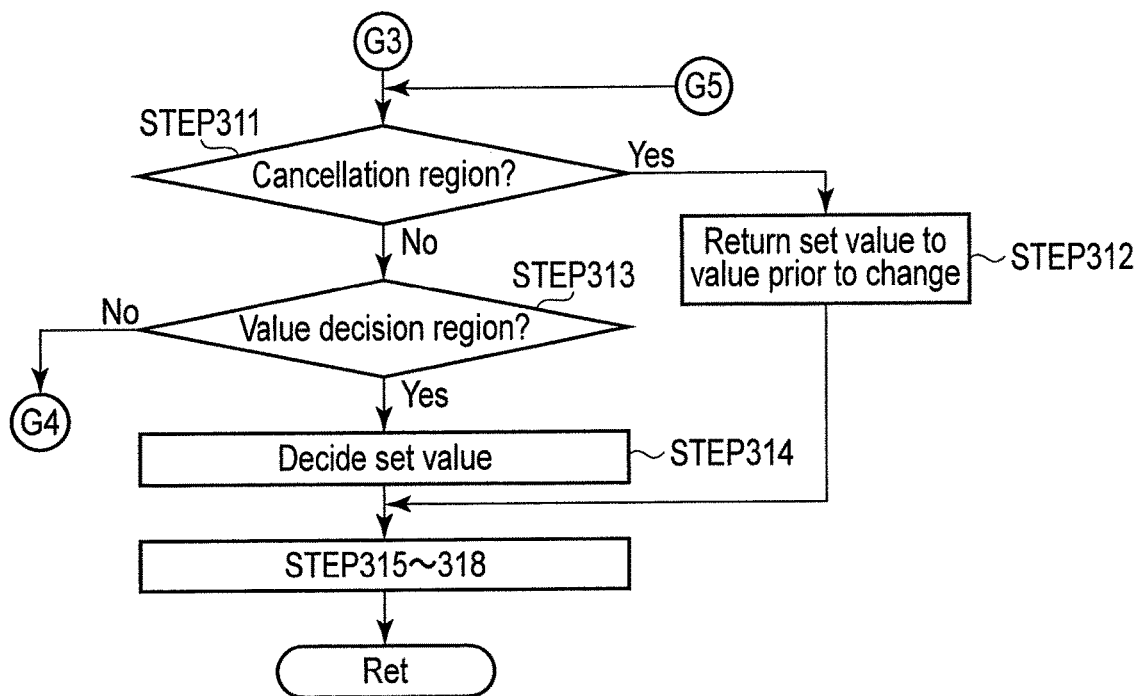 G3
G5
STEP311
Cancellation region?
Yes
Return set value to
value prior to change
STEP312
No
STEP313
No
Value decision region?
G4
Yes
Decide set value
STEP314
STEP315～318
Ret